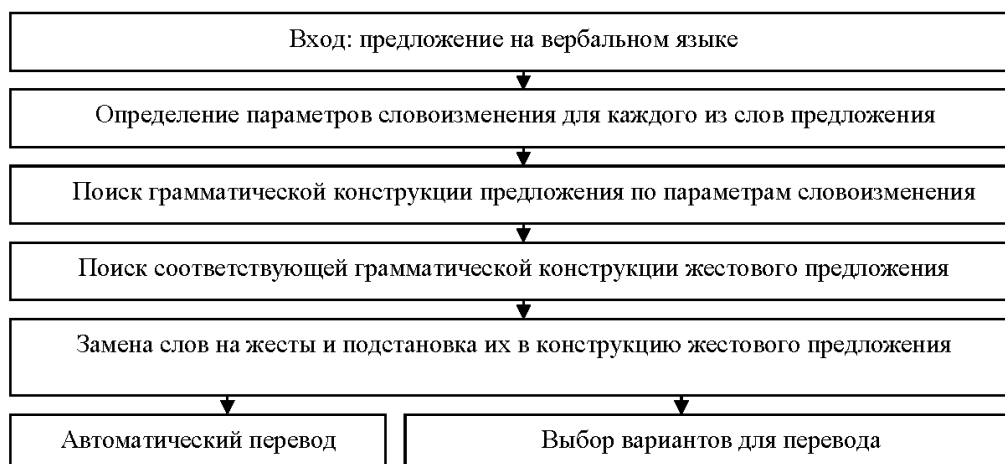 Вход: предложение на вербальном языке
Определение параметров словоизменения для каждого из слов предложения
Поиск грамматической конструкции предложения по параметрам словоизменения
Поиск соответствующей грамматической конструкции жестового предложения
Замена слов на жесты и подстановка их в конструкцию жестового предложения
Автоматический перевод
Выбор вариантов для перевода